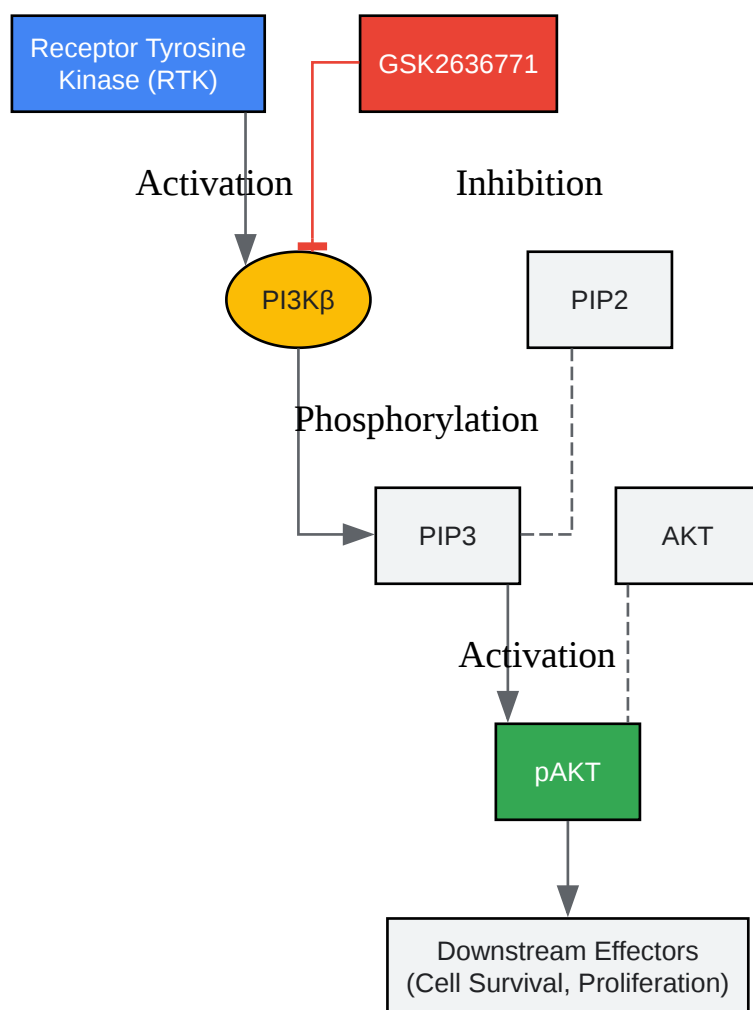 Receptor Tyrosine
Kinase (RTK)
GSK2636771
Activation
Inhibition
PI3Kβ
PIP2
Phosphorylation
PIP3
AKT
Activation
pAKT
Downstream Effectors
(Cell Survival, Proliferation)